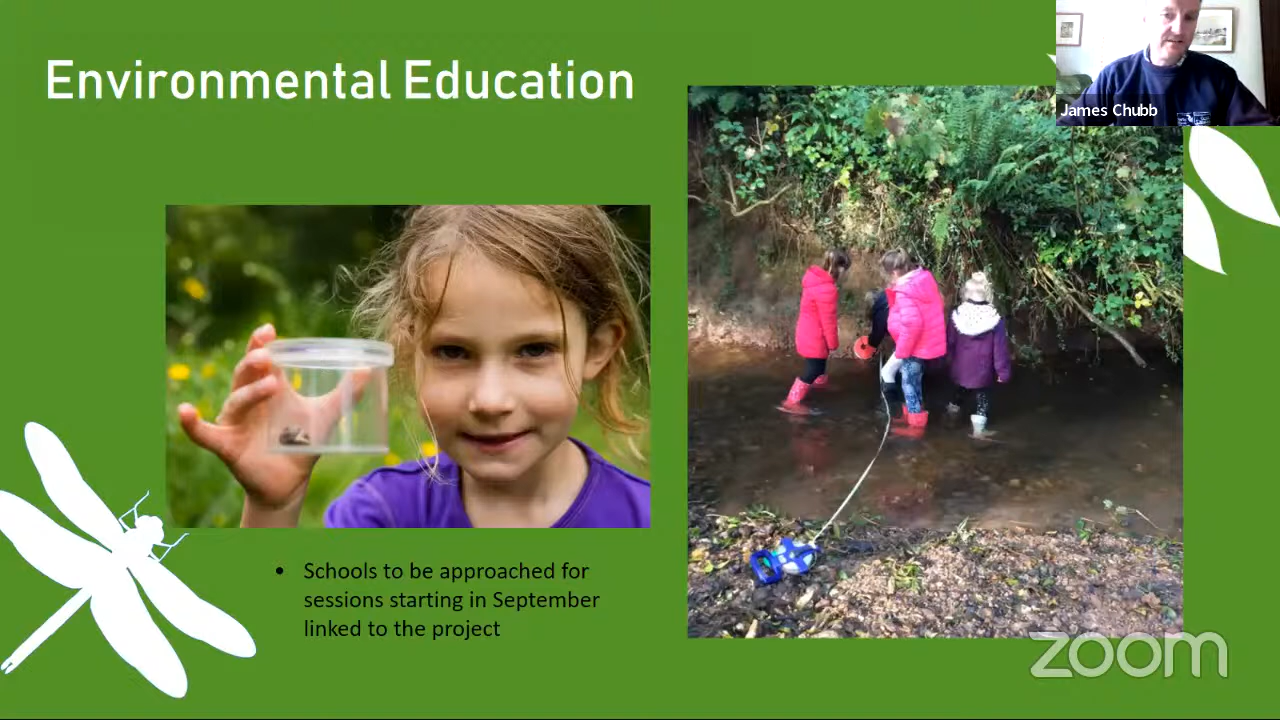 Environmental Education
James Chubb
• Schools to be approached for
sessions starting in September
linked to the project
zoom